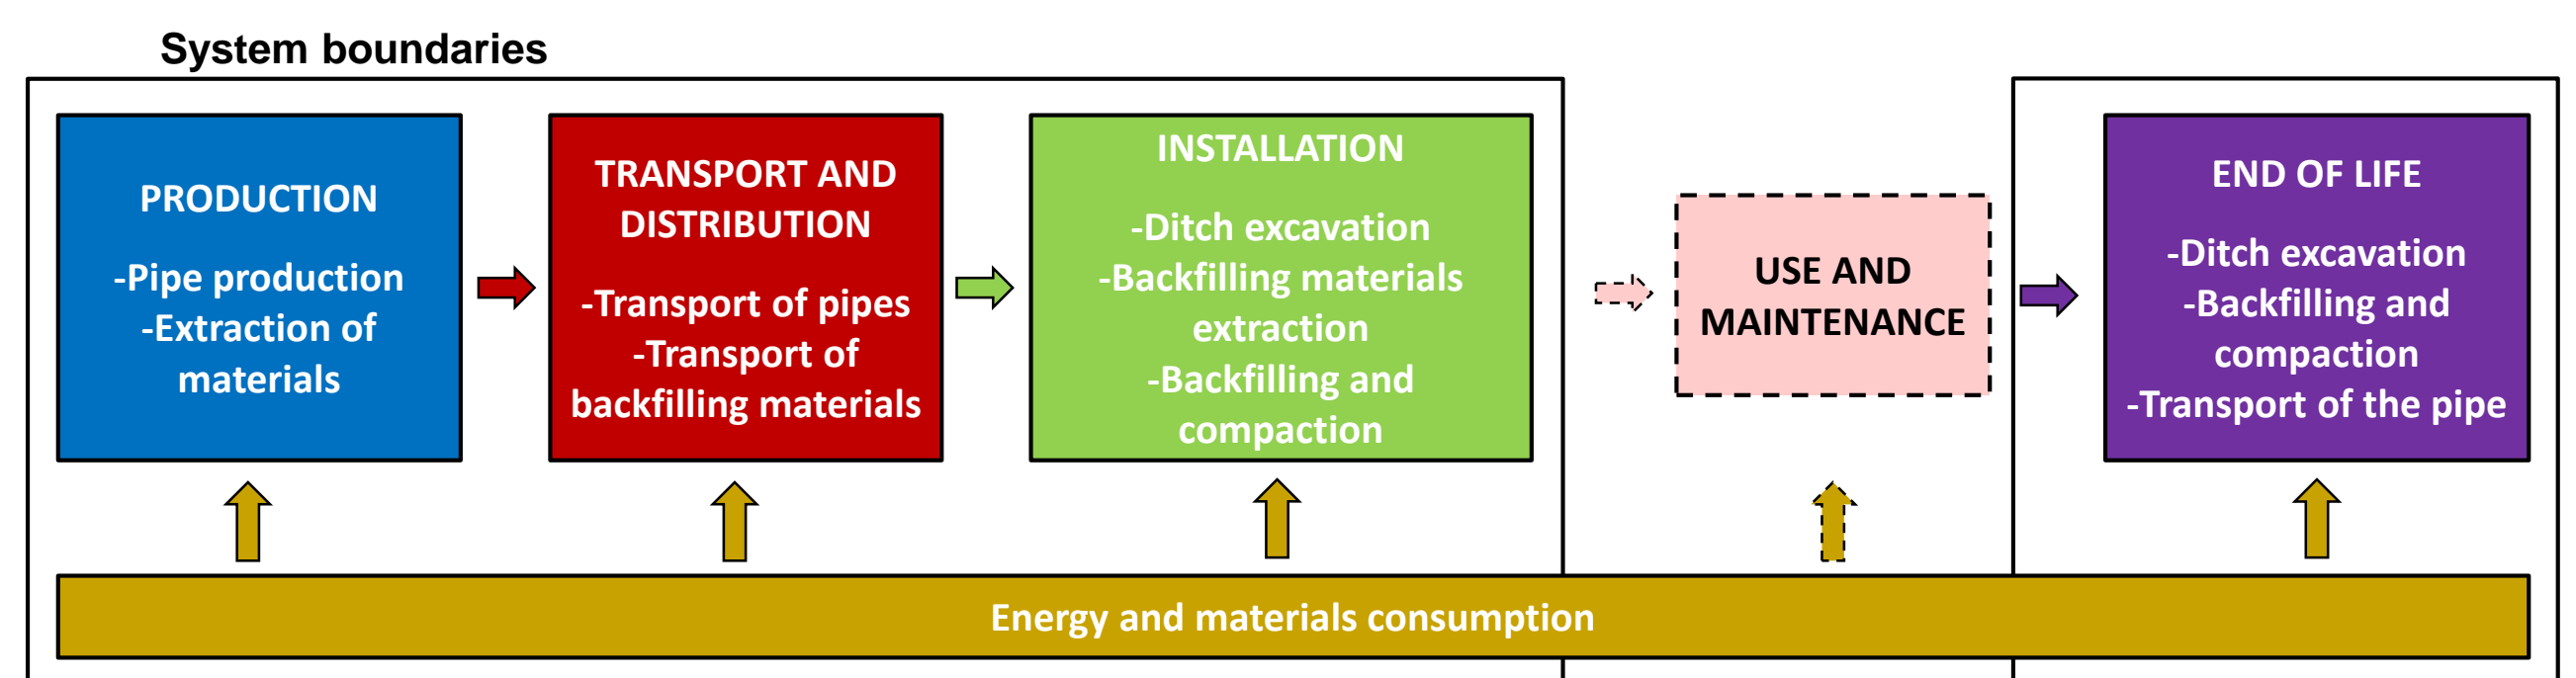 System boundaries
PRODUCTION
-Pipe production
-Extraction of
materials
TRANSPORT AND
DISTRIBUTION
-Transport of pipes
-Transport of
backfilling materials
INSTALLATION
-Ditch excavation
-Backfilling materials
extraction
-Backfilling and
compaction
USE AND
MAINTENANCE
END OF LIFE
-Ditch excavation
-Backfilling and
compaction
-Transport of the pipe
Energy and materials consumption